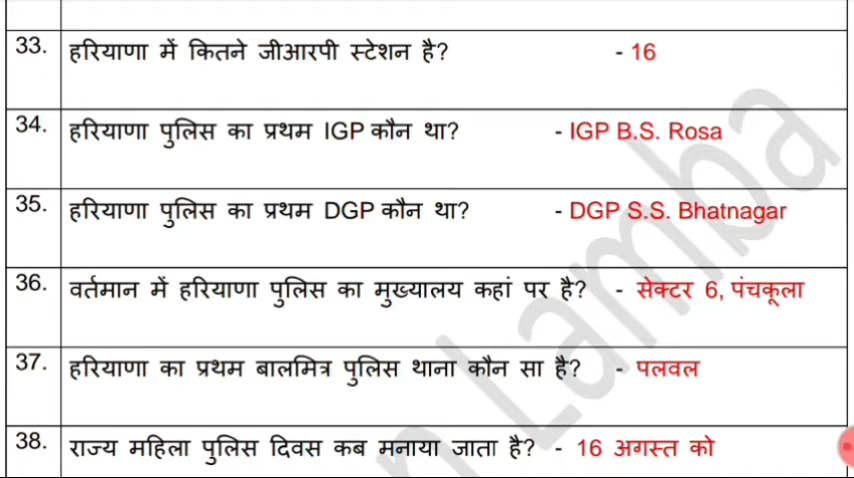 33. हरियाणा में कितने जीआरपी स्टेशन है? - 16
34. हरियाणा पुलिस का प्रथम IGP कौन था? - IGP B.S. Rosa
35. हरियाणा पुलिस का प्रथम DGP कौन था? - DGP S.S. Bhatnagar
36. वर्तमान में हरियाणा पुलिस का मुख्यालय कहां पर है? - सेक्टर 6, पंचकूला
37. हरियाणा का प्रथम बालमित्र पुलिस थाना कौन सा है? - पलवल
38. राज्य महिला पुलिस दिवस कब मनाया जाता है? - 16 अगस्त को
Lamba